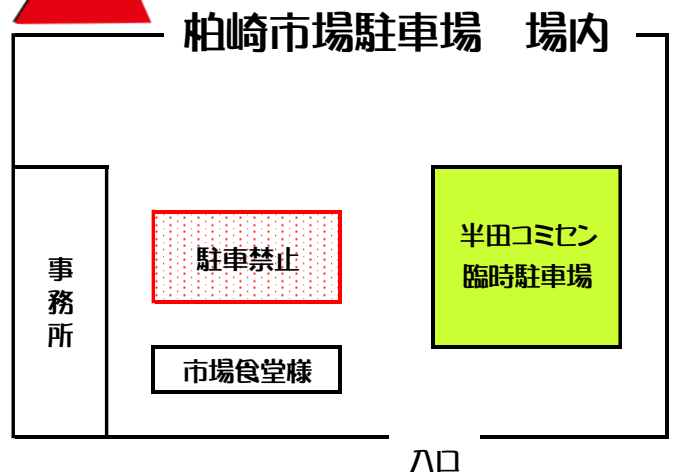 柏崎市場駐車場　場内
半田コミセン
臨時駐車場
駐車禁止
事務所
市場食堂様
入口